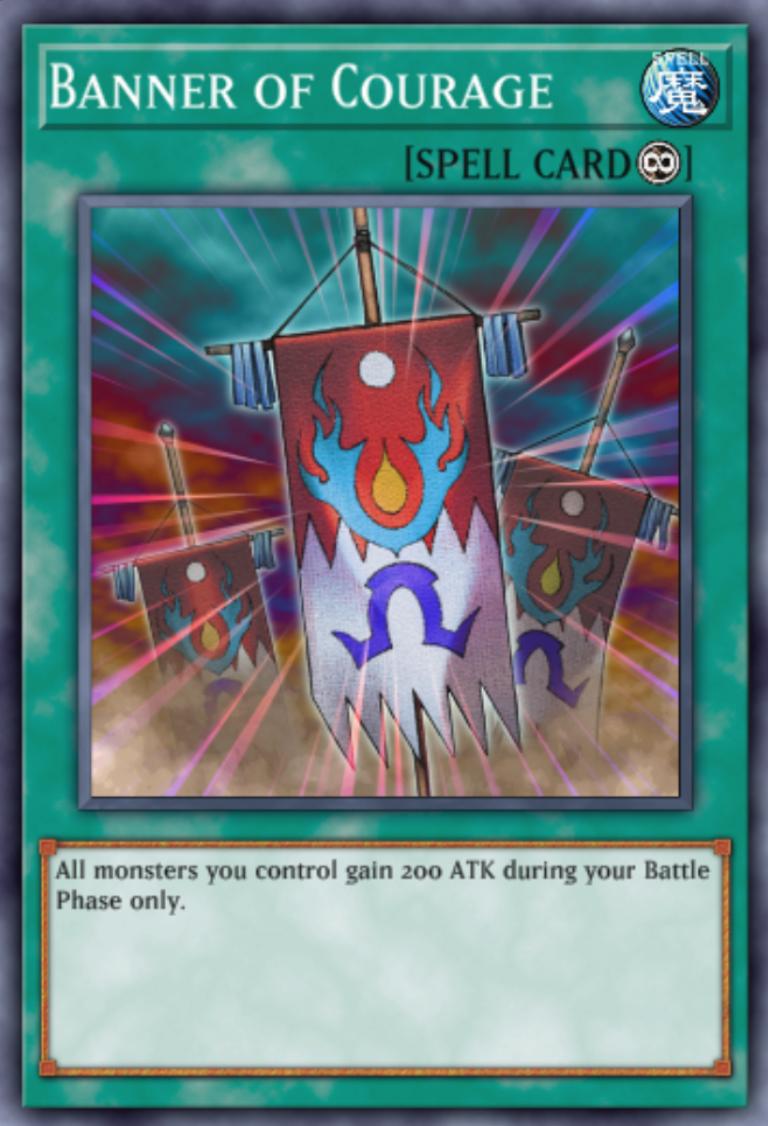 BANNER OF COURAGE
SPELL
魔
[SPELL CARD]
All monsters you control gain 200 ATK during your Battle
Phase only.